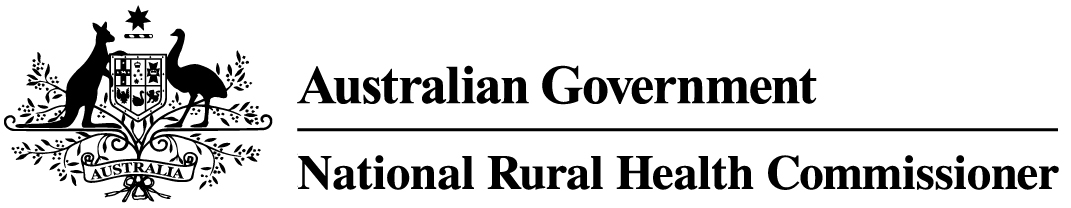 Australian Government
National Rural Health Commissioner
AUSTRALIA